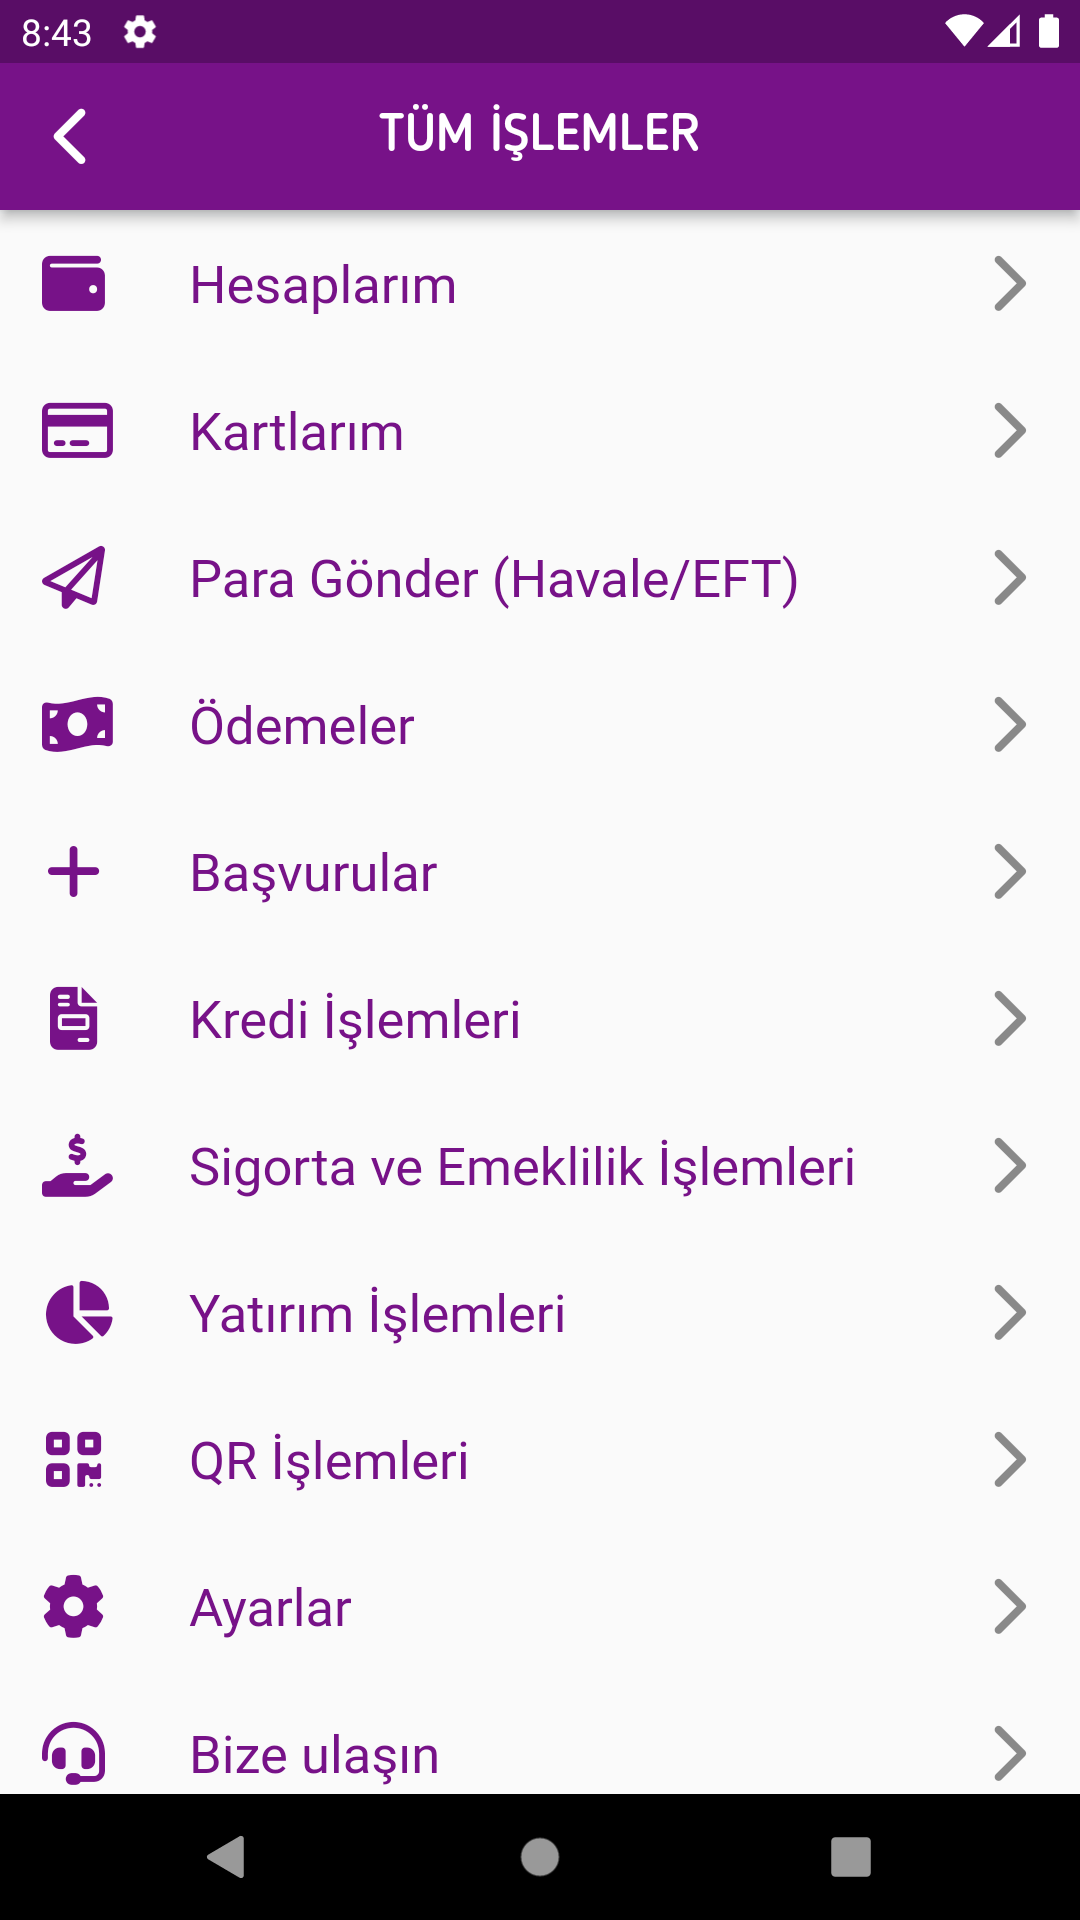 8:43
TÜM İŞLEMLER
Hesaplarım
Kartlarım
Para Gönder (Havale/EFT)
Ödemeler
Başvurular
Kredi İşlemleri
Sigorta ve Emeklilik İşlemleri
Yatırım İşlemleri
QR İşlemleri
Ayarlar
Bize ulaşın